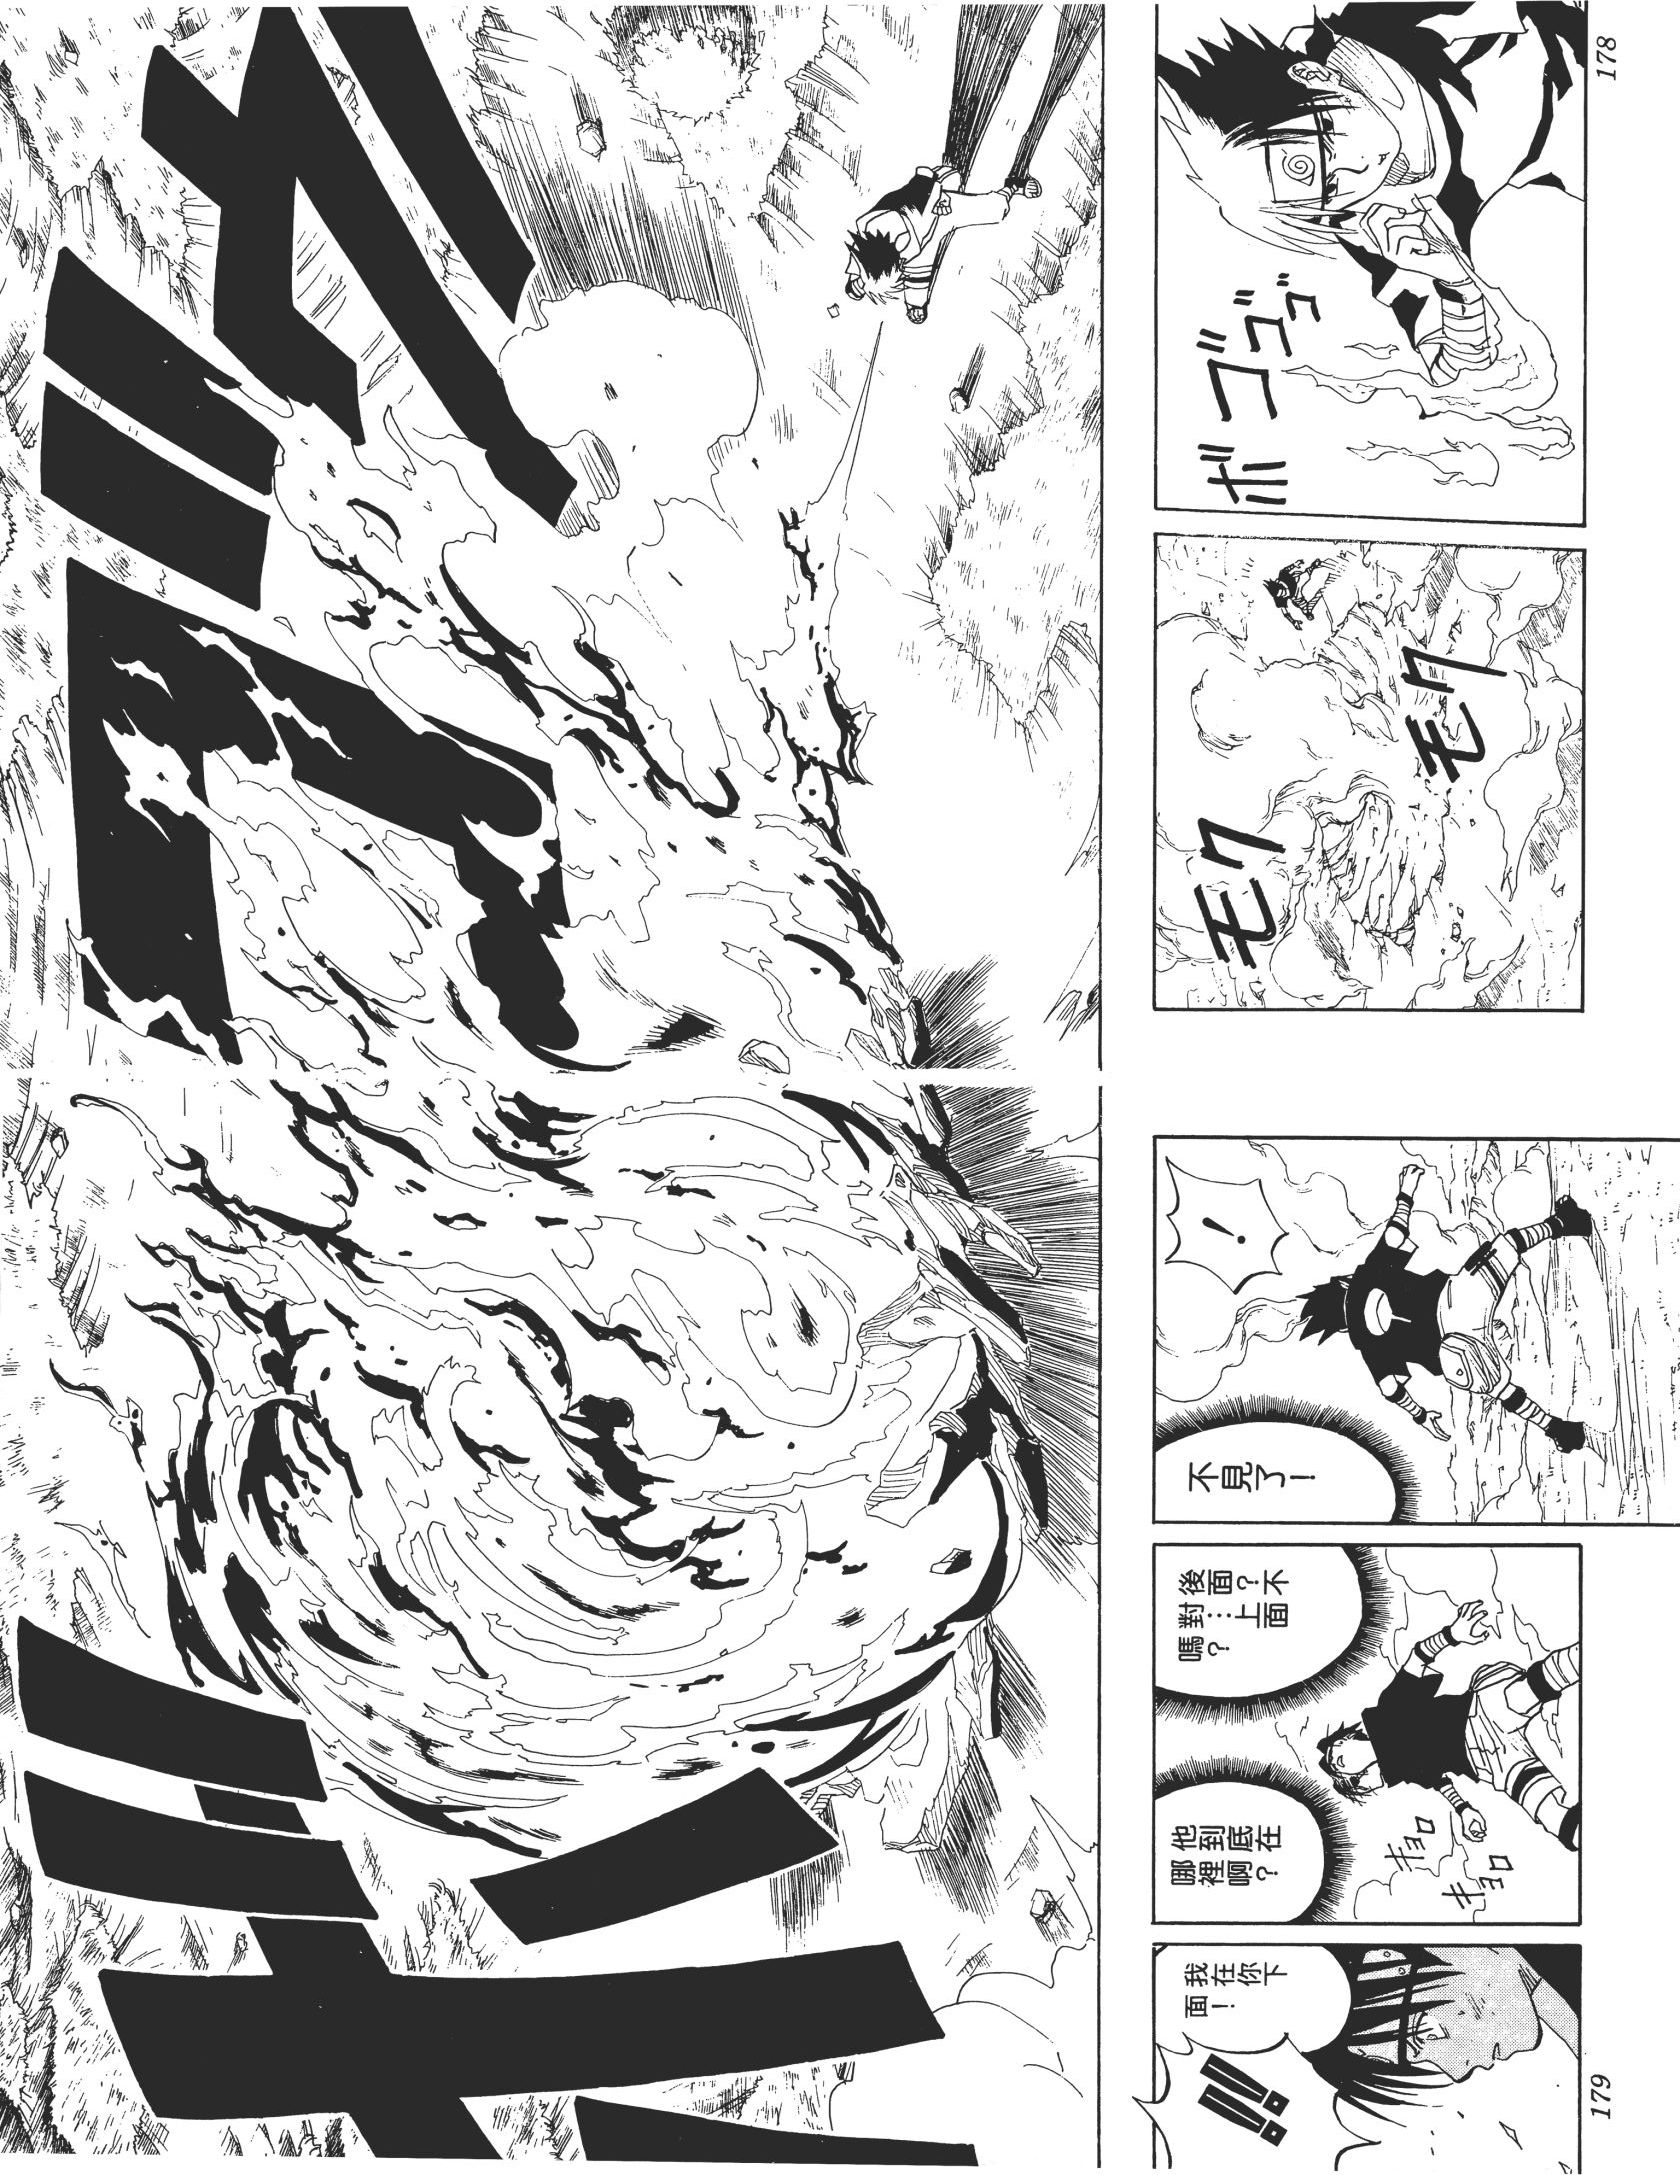 178
ボゴゴゴ
モク
モク
！
不見了！
後面？不
對…上面
嗎？
他到底在
哪裡啊？
キョロ
キョロ
我在你下
面！
!!!
179